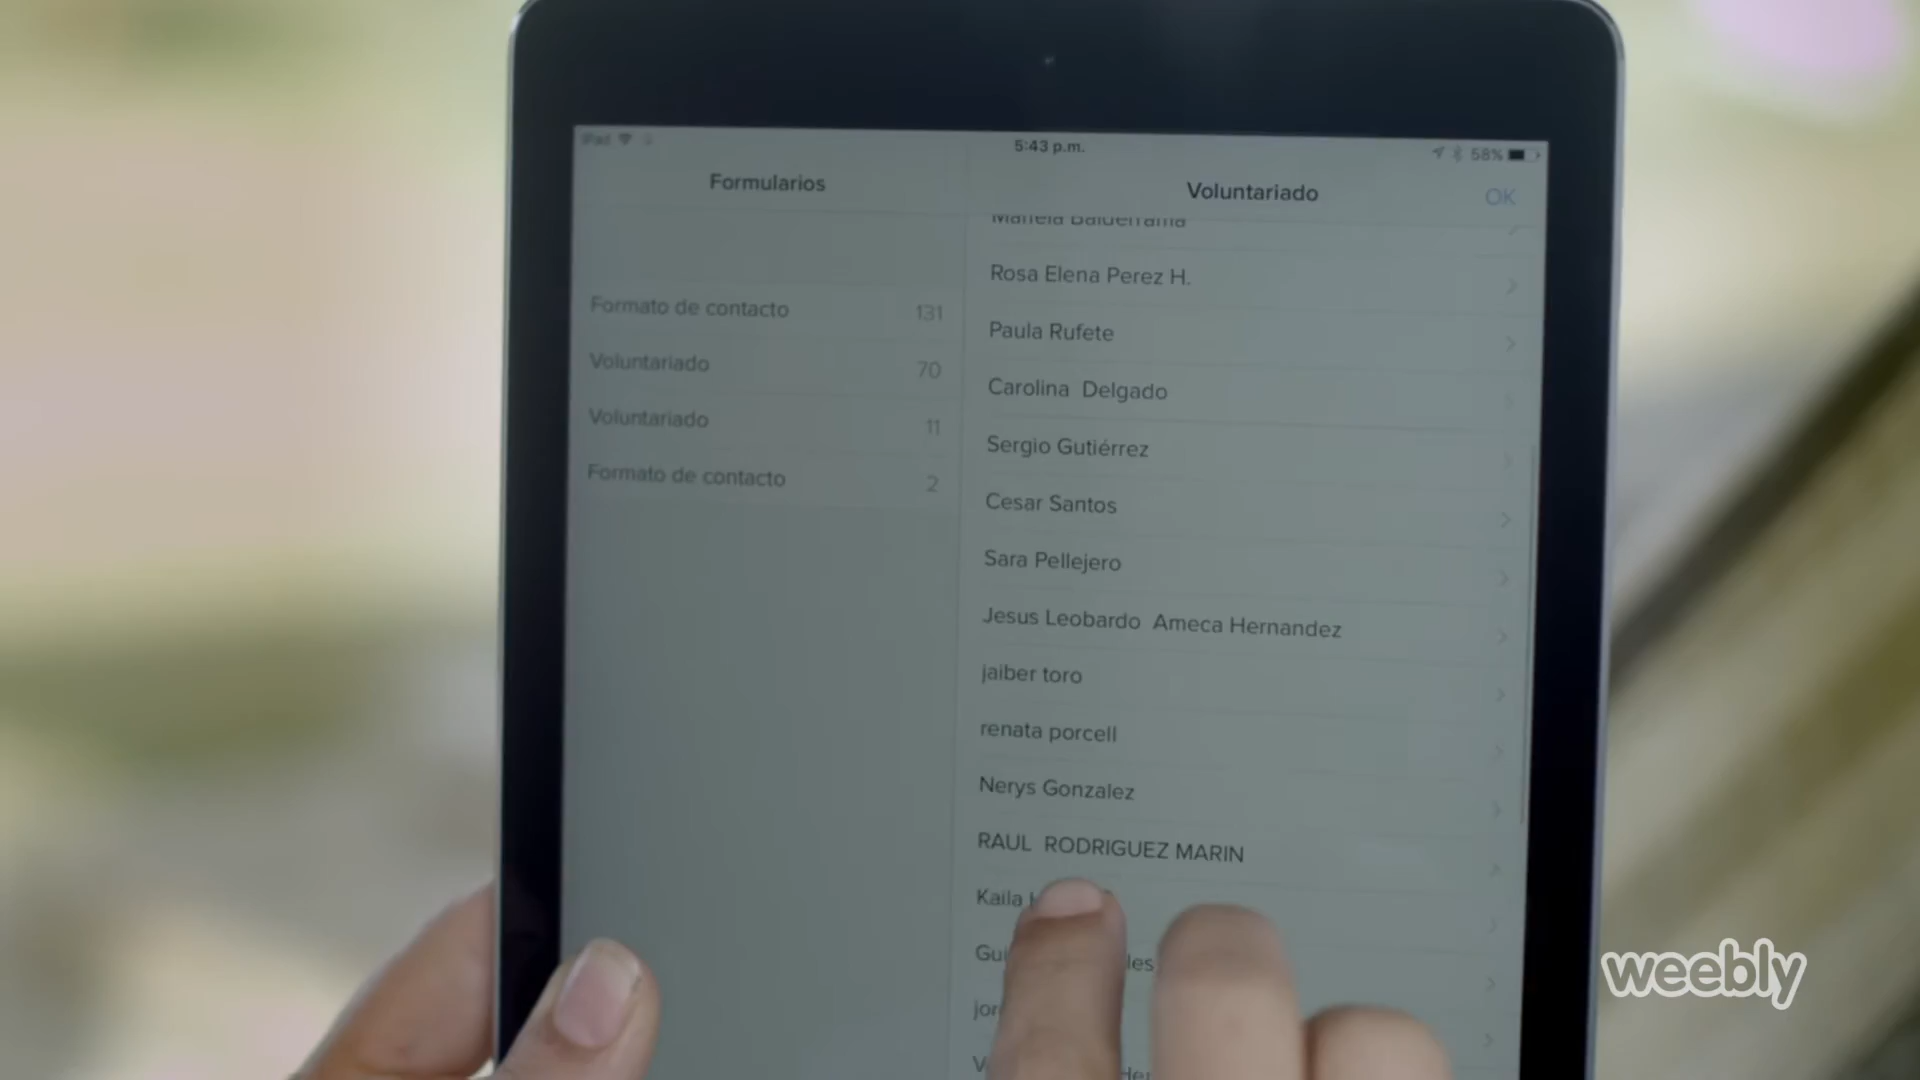 iPad
5:43 p.m.
58%
Formularios
Voluntariado
OK
Formato de contacto 131
Voluntariado 70
Voluntariado 11
Formato de contacto 2
Mariela Balderrama
Rosa Elena Perez H.
Paula Rufete
Carolina Delgado
Sergio Gutiérrez
Cesar Santos
Sara Pellejero
Jesus Leobardo Ameca Hernandez
jaiber toro
renata porcell
Nerys Gonzalez
RAUL RODRIGUEZ MARIN
Kaila
weebly